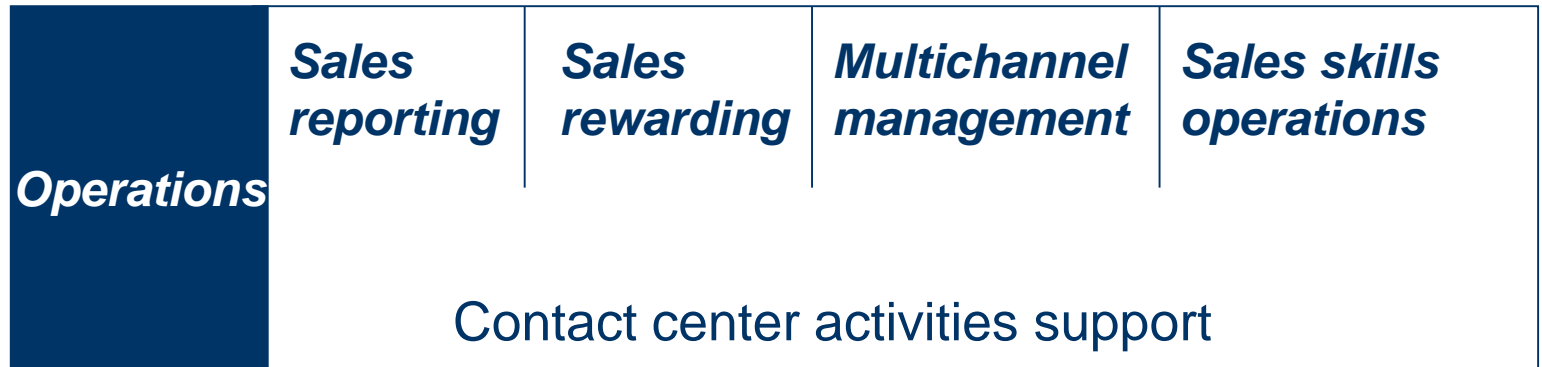 Operations
Sales
reporting
Sales
rewarding
Multichannel
management
Sales skills
operations
Contact center activities support